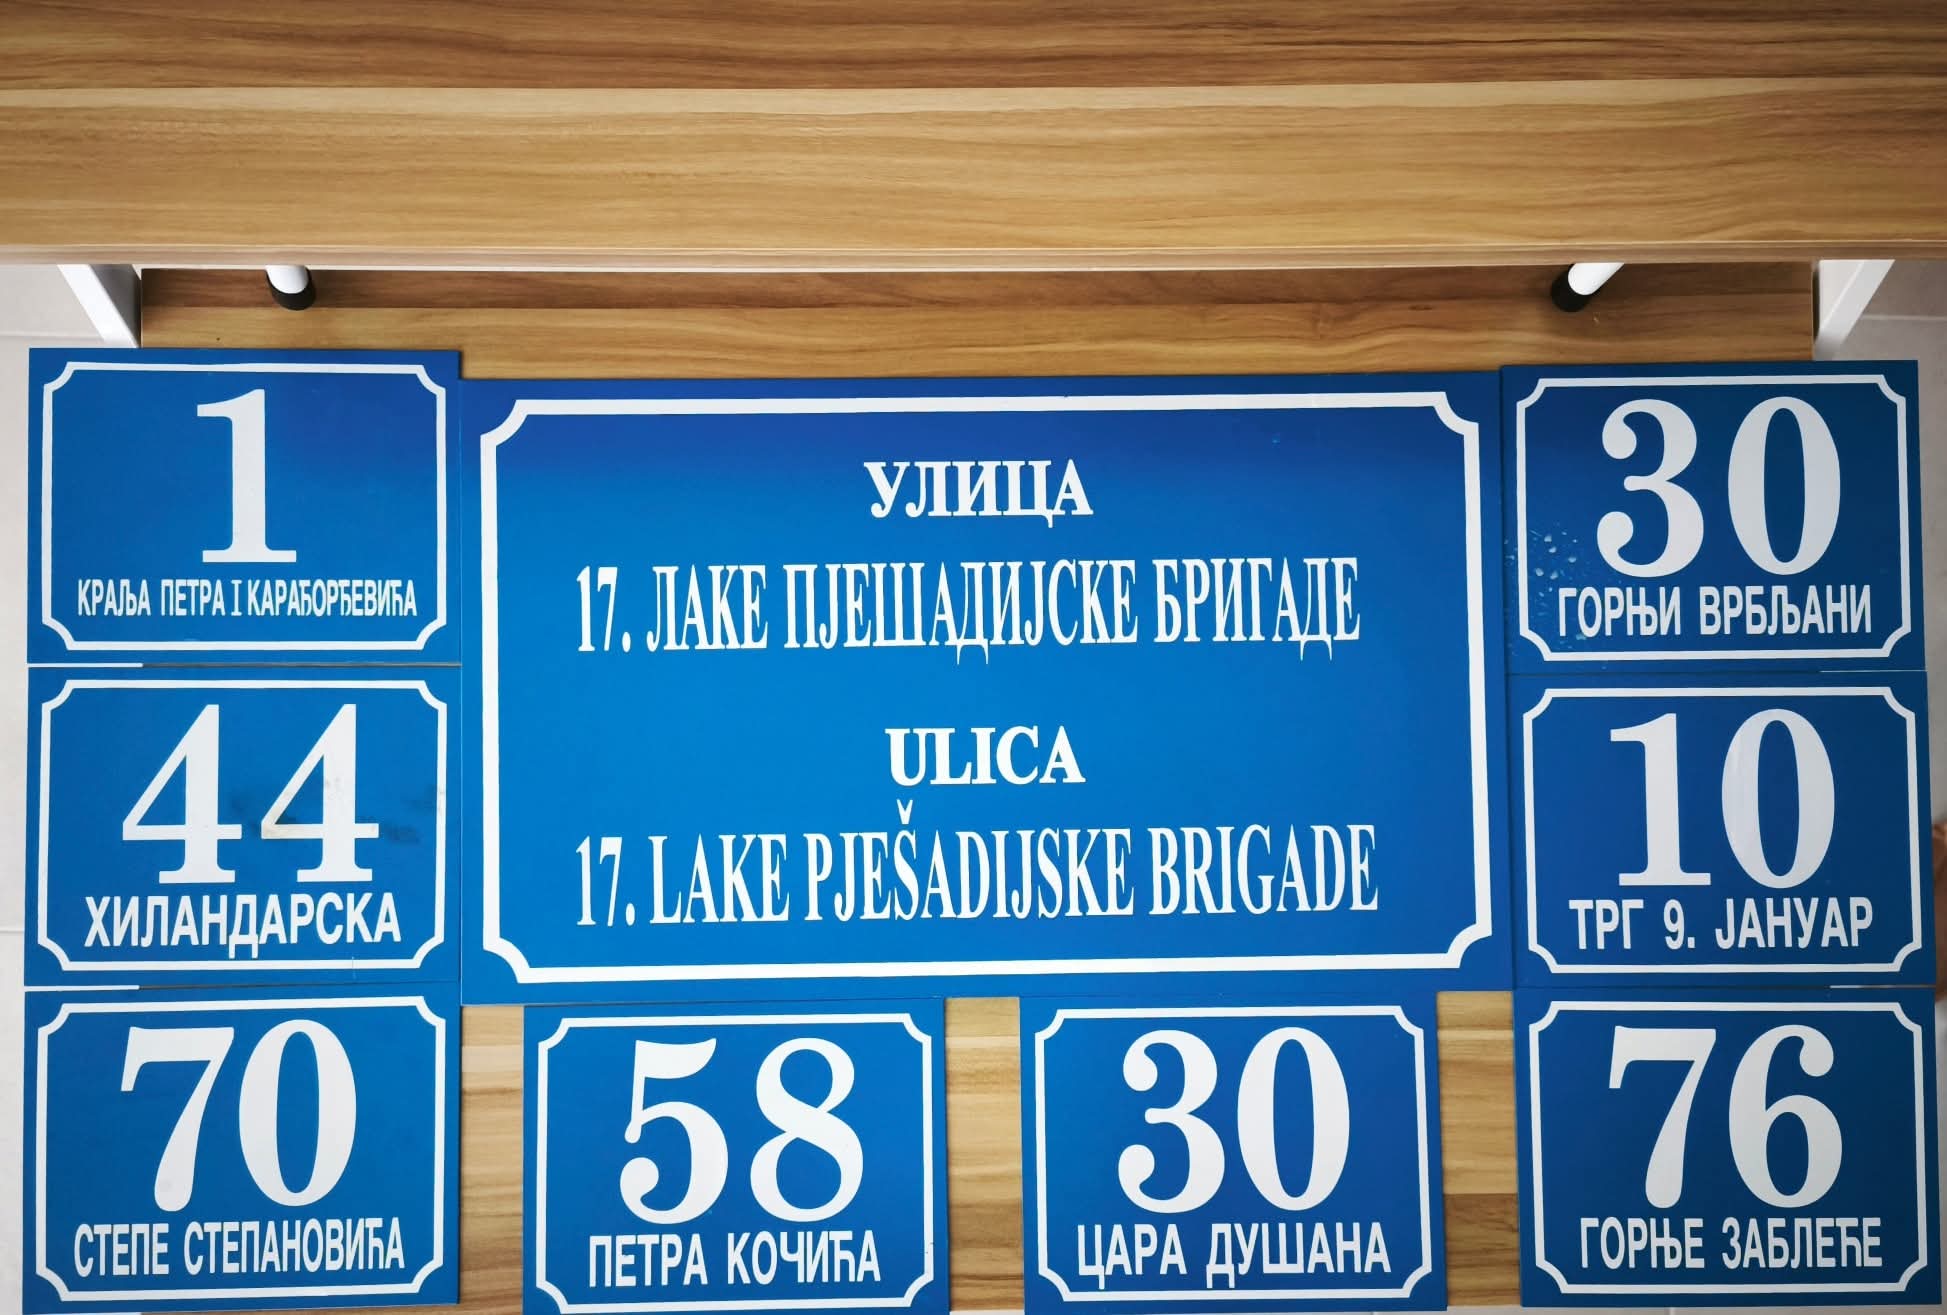 1
КРАЉА ПЕТРА I КАРАЂОРЂЕВИЋА
44
ХИЛАНДАРСКА
70
СТЕПЕ СТЕПАНОВИЋА
УЛИЦА
17. ЛАКЕ ПЈЕШАДИЈСКЕ БРИГАДЕ
ULICA
17. LAKE PJEŠADIJSKE BRIGADE
58
ПЕТРА КОЧИЋА
30
ЦАРА ДУШАНА
30
ГОРЊИ ВРБЉАНИ
10
ТРГ 9. ЈАНУАР
76
ГОРЊЕ ЗАБЛЕЋЕ